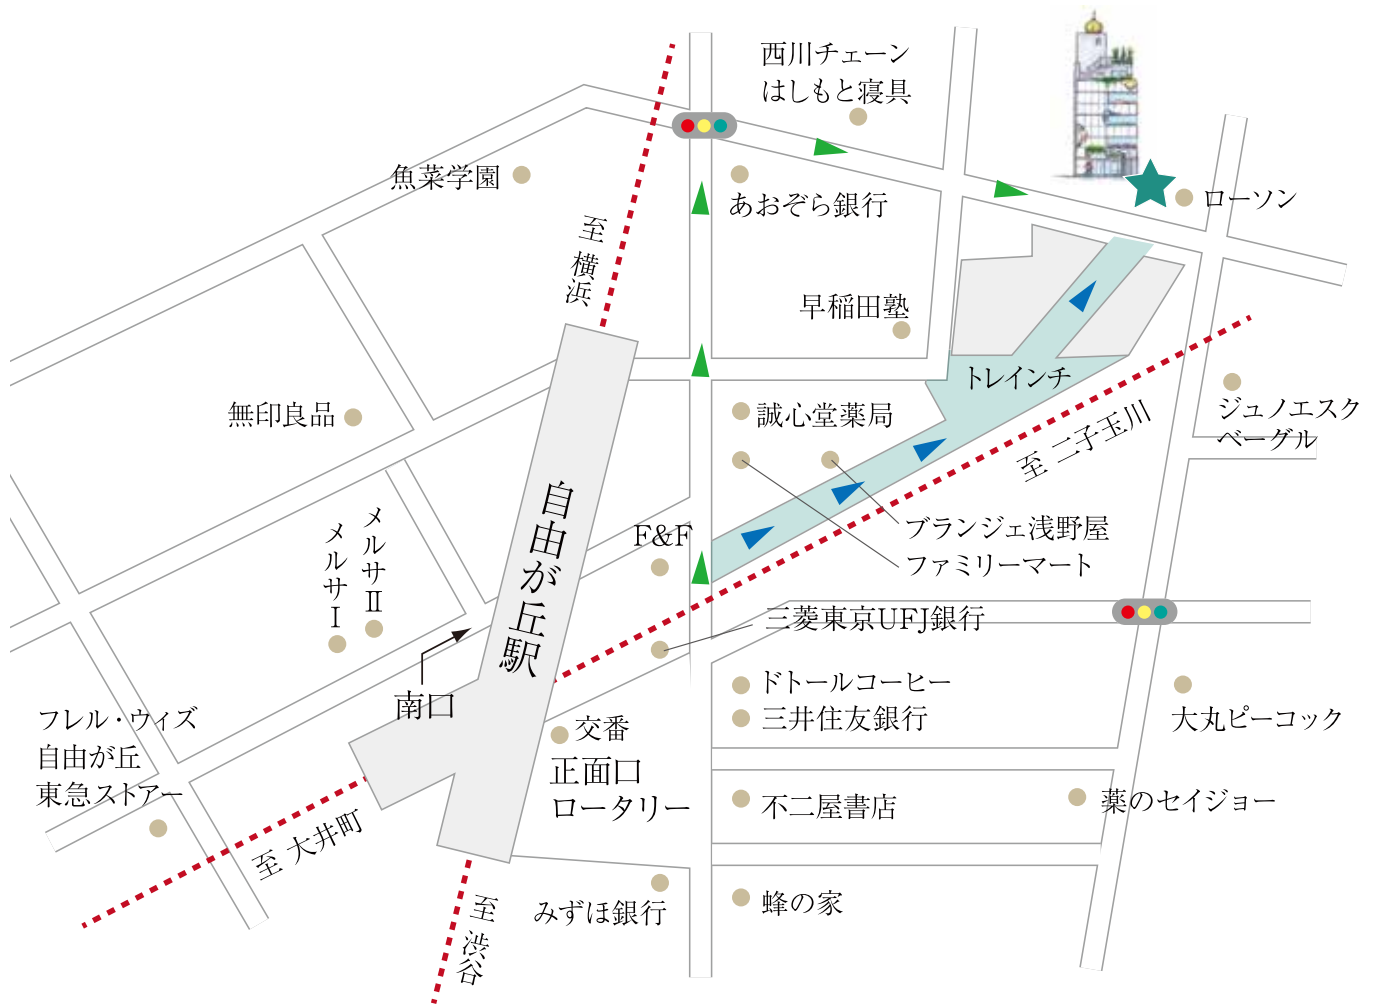 西川チェーン
はしもと寝具
魚菜学園
あおぞら銀行
ローソン
至 横浜
早稲田塾
トレインチ
無印良品
誠心堂薬局
ジュノエスク
ベーグル
至 二子玉川
自由が丘駅
メルサⅡ
メルサⅠ
F&F
ブランジェ浅野屋
ファミリーマート
三菱東京UFJ銀行
南口
ドトールコーヒー
三井住友銀行
大丸ピーコック
フレル・ウィズ
自由が丘
東急ストアー
交番
正面口
ロータリー
不二屋書店
薬のセイジョー
至 大井町
みずほ銀行
蜂の家
至 渋谷